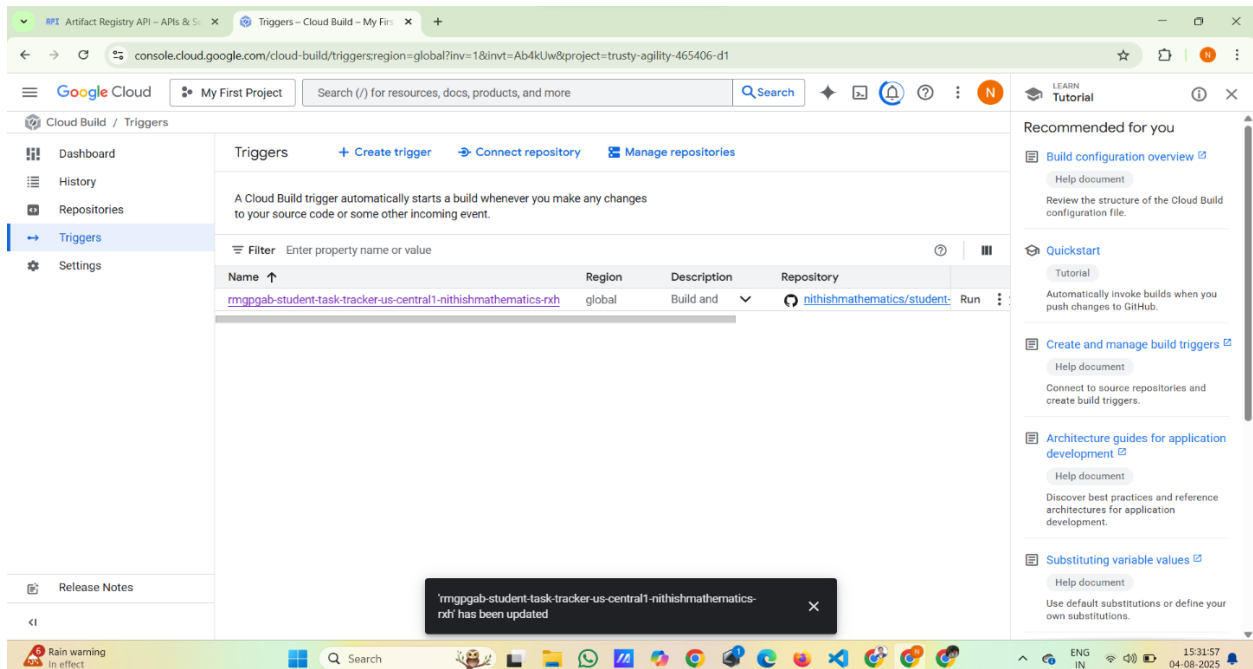 Artifact Registry API – APIs & Se
Triggers – Cloud Build – My Firs
console.cloud.google.com/cloud-build/triggers;region=global?inv=1&invt=Ab4kUw&project=trusty-agility-465406-d1
N
Google Cloud
My First Project
Search (/) for resources, docs, products, and more
Search
N
LEARN
Tutorial
Cloud Build / Triggers
Dashboard
History
Repositories
Triggers
Settings
Release Notes
Triggers
+ Create trigger
Connect repository
Manage repositories
A Cloud Build trigger automatically starts a build whenever you make any changes
to your source code or some other incoming event.
Filter Enter property name or value
Name Region Description Repository
rmgpgab-student-task-tracker-us-central1-nithishmathematics-rxh global Build and nithishmathematics/student- Run
Recommended for you
Build configuration overview
Help document
Review the structure of the Cloud Build
configuration file.
Quickstart
Tutorial
Automatically invoke builds when you
push changes to GitHub.
Create and manage build triggers
Help document
Connect to source repositories and
create build triggers.
Architecture guides for application
development
Help document
Discover best practices and reference
architectures for application
development.
Substituting variable values
Help document
Use default substitutions or define your
own substitutions.
'rmgpgab-student-task-tracker-us-central1-nithishmathematics-
rxh' has been updated
6
Rain warning
In effect
Search
ENG
IN
15:31:57
04-08-2025